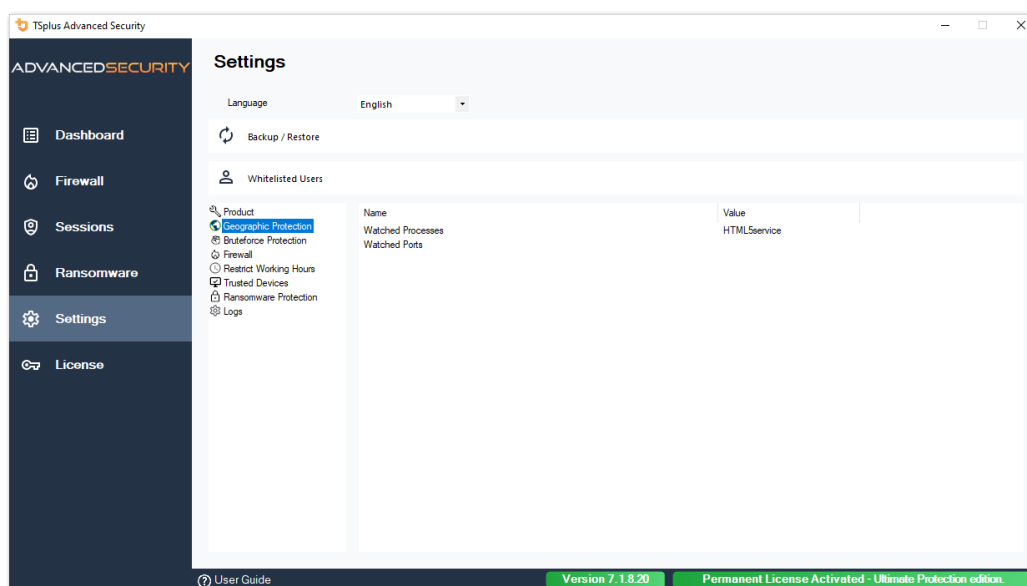 TSplus Advanced Security
ADVANCEDSECURITY
Settings
Language English
Backup / Restore
Whitelisted Users
Dashboard
Firewall
Sessions
Ransomware
Settings
License
Product
Geographic Protection
Bruteforce Protection
Firewall
Restrict Working Hours
Trusted Devices
Ransomware Protection
Logs
Name Value
Watched Processes HTML5service
Watched Ports
User Guide
Version 7.1.8.20
Permanent License Activated - Ultimate Protection edition.